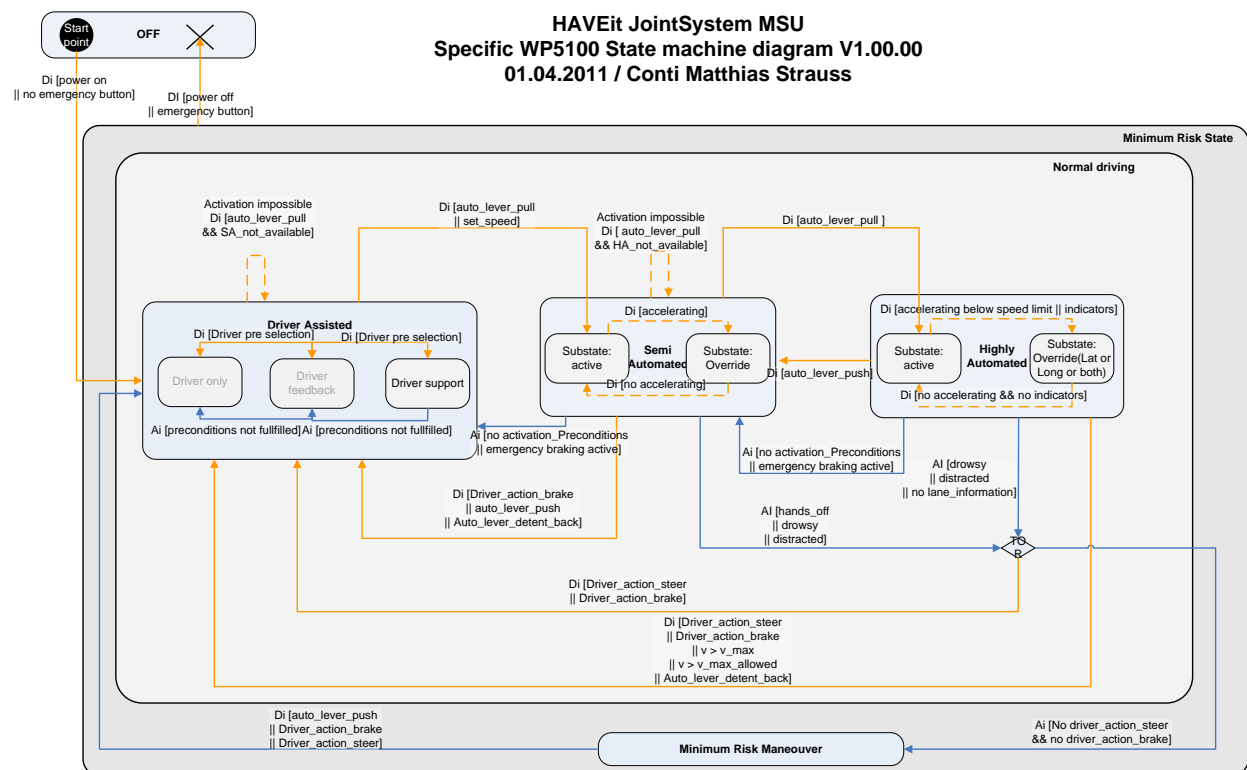 HAVEit JointSystem MSU
Specific WP5100 State machine diagram V1.00.00
01.04.2011 / Conti Matthias Strauss
Start
point
OFF
Di [power on
|| no emergency button]
DI [power off
|| emergency button]
Minimum Risk State
Normal driving
Activation impossible
Di [auto_lever_pull
&& SA_not_available]
Di [auto_lever_pull
|| set_speed]
Activation impossible
Di [ auto_lever_pull
&& HA_not_available]
Di [auto_lever_pull ]
Driver Assisted
Di [Driver pre selection]
Di [Driver pre selection]
Driver only
Driver
feedback
Driver support
Ai [preconditions not fullfilled]
Ai [preconditions not fullfilled]
Di [accelerating]
Substate:
active
Semi
Automated
Substate:
Override
Di [no accelerating]
Di [auto_lever_push]
Di [accelerating below speed limit || indicators]
Substate:
active
Highly
Automated
Substate:
Override(Lat or
Long or both)
Di [no accelerating && no indicators]
Ai [no activation_Preconditions
|| emergency braking active]
Ai [no activation_Preconditions
|| emergency braking active]
AI [drowsy
|| distracted
|| no lane_information]
Di [Driver_action_brake
|| auto_lever_push
|| Auto_lever_detent_back]
AI [hands_off
|| drowsy
|| distracted]
TO
R
Di [Driver_action_steer
|| Driver_action_brake]
Di [Driver_action_steer
|| Driver_action_brake
|| v > v_max
|| v > v_max_allowed
|| Auto_lever_detent_back]
Di [auto_lever_push
|| Driver_action_brake
|| Driver_action_steer]
Minimum Risk Maneouver
Ai [No driver_action_steer
&& no driver_action_brake]